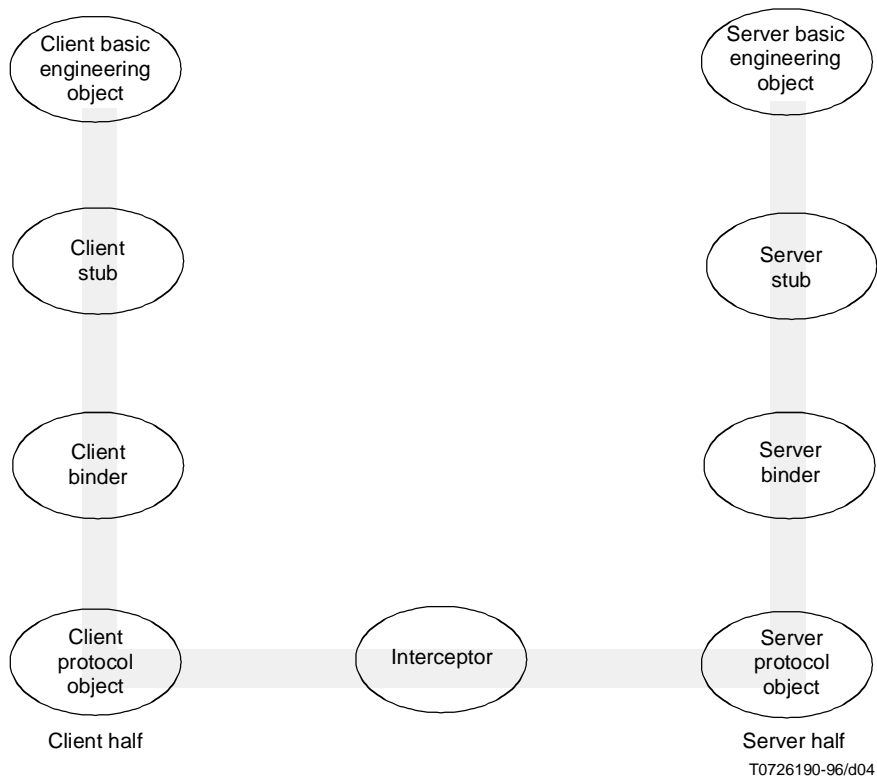 Client basic
engineering
object
Server basic
engineering
object
Client
stub
Server
stub
Client
binder
Server
binder
Client
protocol
object
Interceptor
Server
protocol
object
Client half
Server half
T0726190-96/d04